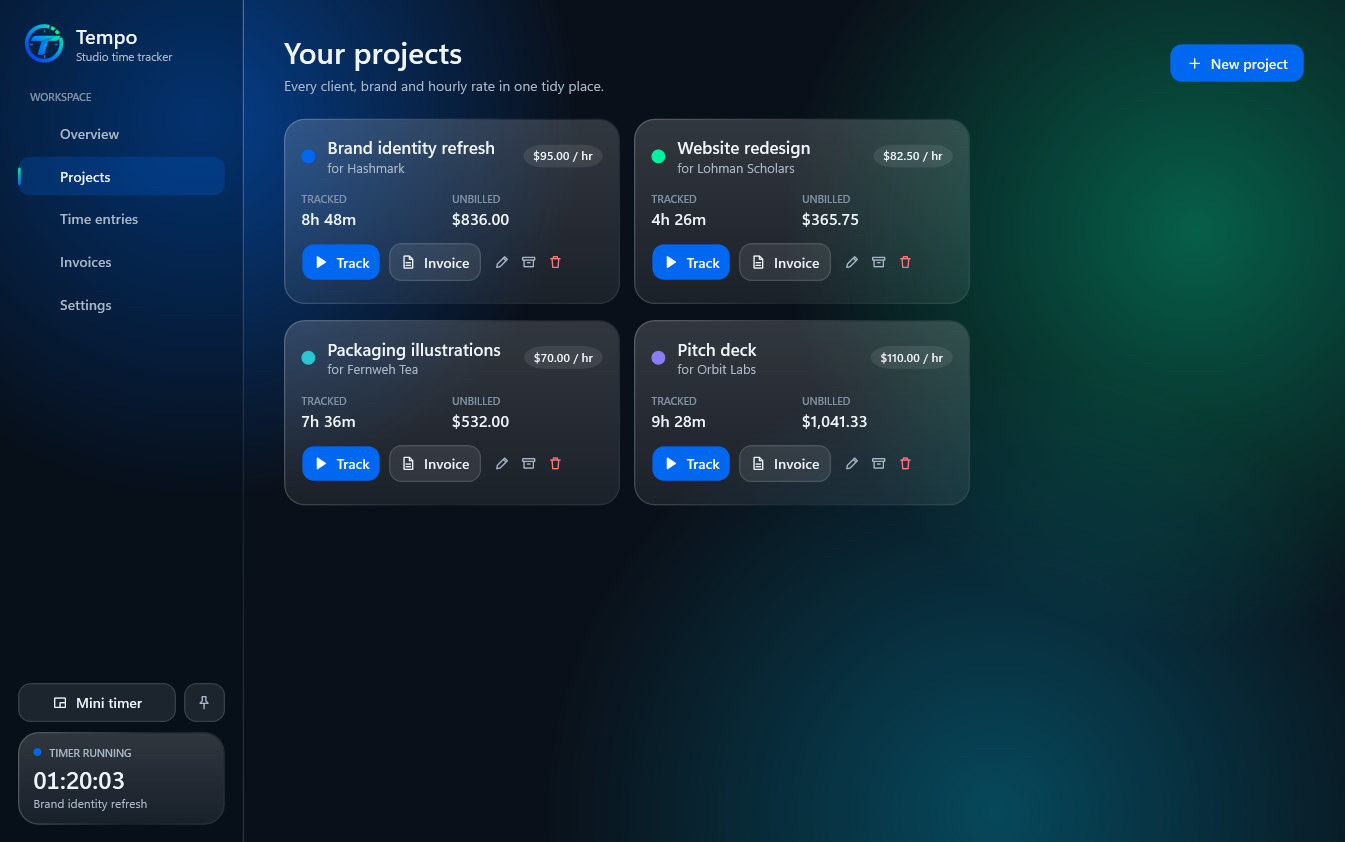 Tempo
Studio time tracker
WORKSPACE
Overview
Projects
Time entries
Invoices
Settings
Mini timer
TIMER RUNNING
01:20:03
Brand identity refresh
Your projects
Every client, brand and hourly rate in one tidy place.
New project
Brand identity refresh
for Hashmark
$95.00 / hr
TRACKED UNBILLED
8h 48m $836.00
Track Invoice
Website redesign
for Lohman Scholars
$82.50 / hr
TRACKED UNBILLED
4h 26m $365.75
Track Invoice
Packaging illustrations
for Fernweh Tea
$70.00 / hr
TRACKED UNBILLED
7h 36m $532.00
Track Invoice
Pitch deck
for Orbit Labs
$110.00 / hr
TRACKED UNBILLED
9h 28m $1,041.33
Track Invoice